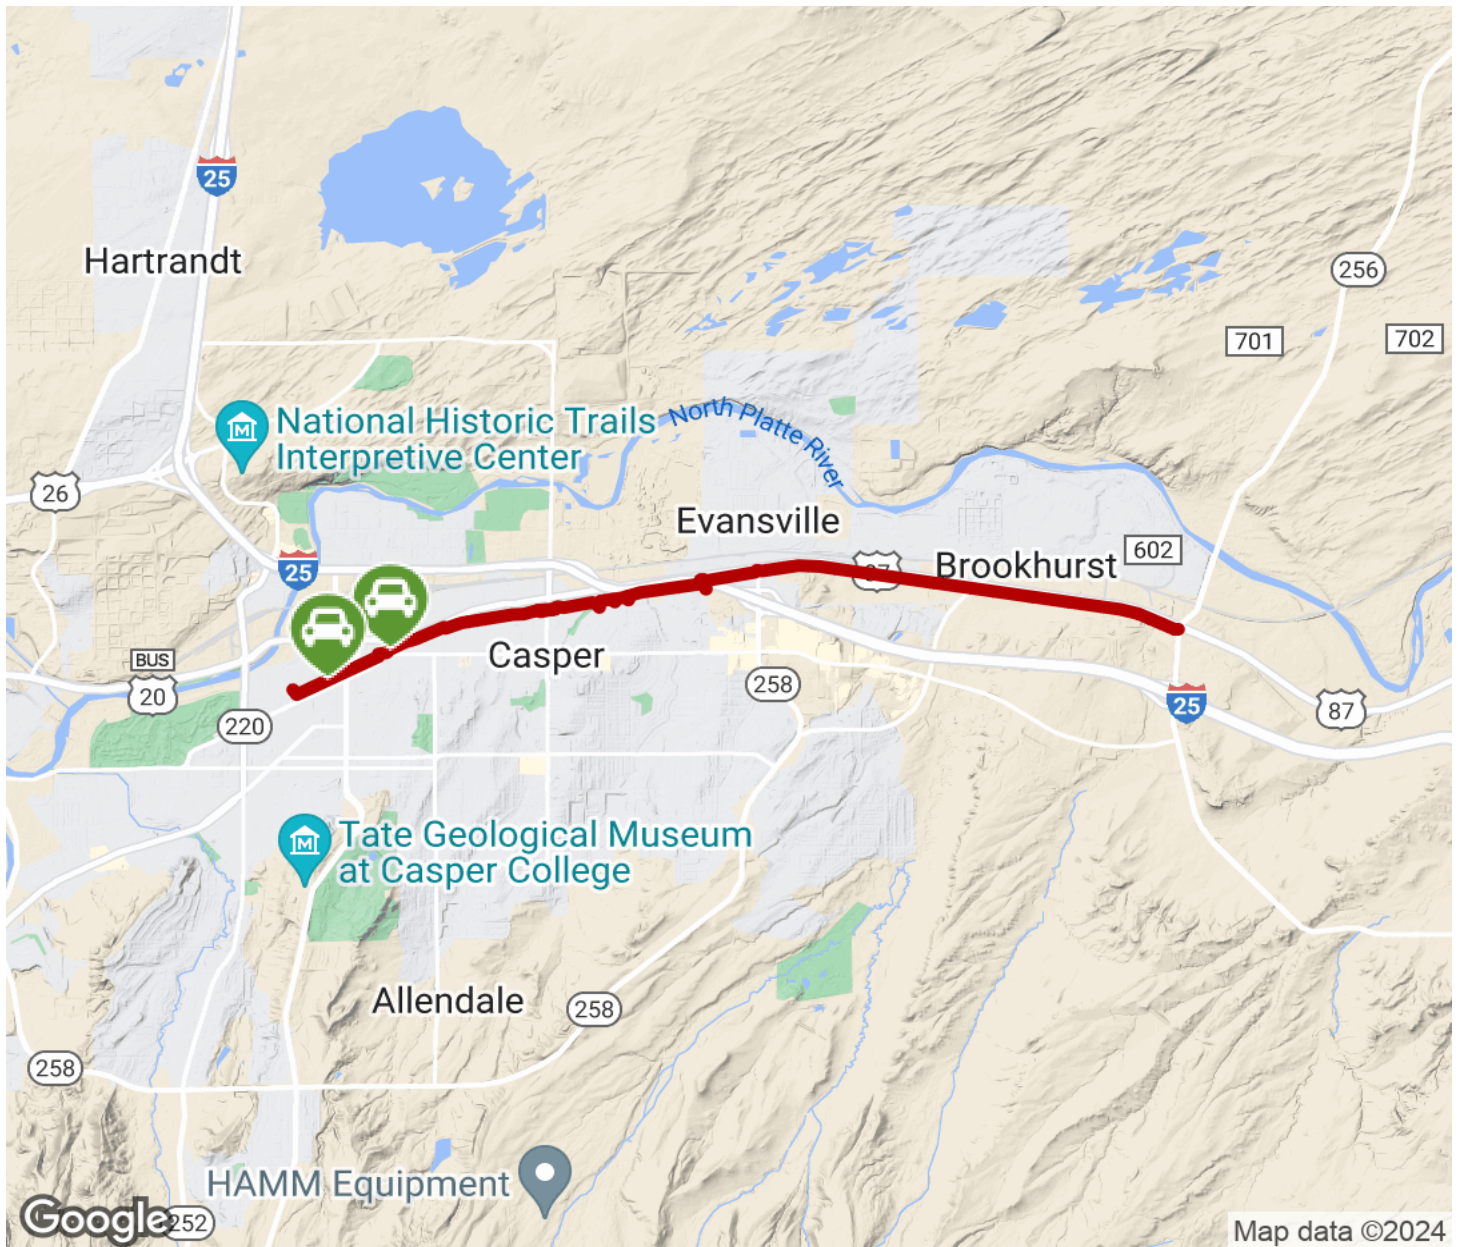 25
Hartrandt
256
701
702
National Historic Trails
Interpretive Center
North Platte River
26
Evansville
602
Brookhurst
25
87
BUS
20
Casper
258
25
87
220
Tate Geological Museum
at Casper College
Allendale
258
258
HAMM Equipment
Google
252
Map data ©2024